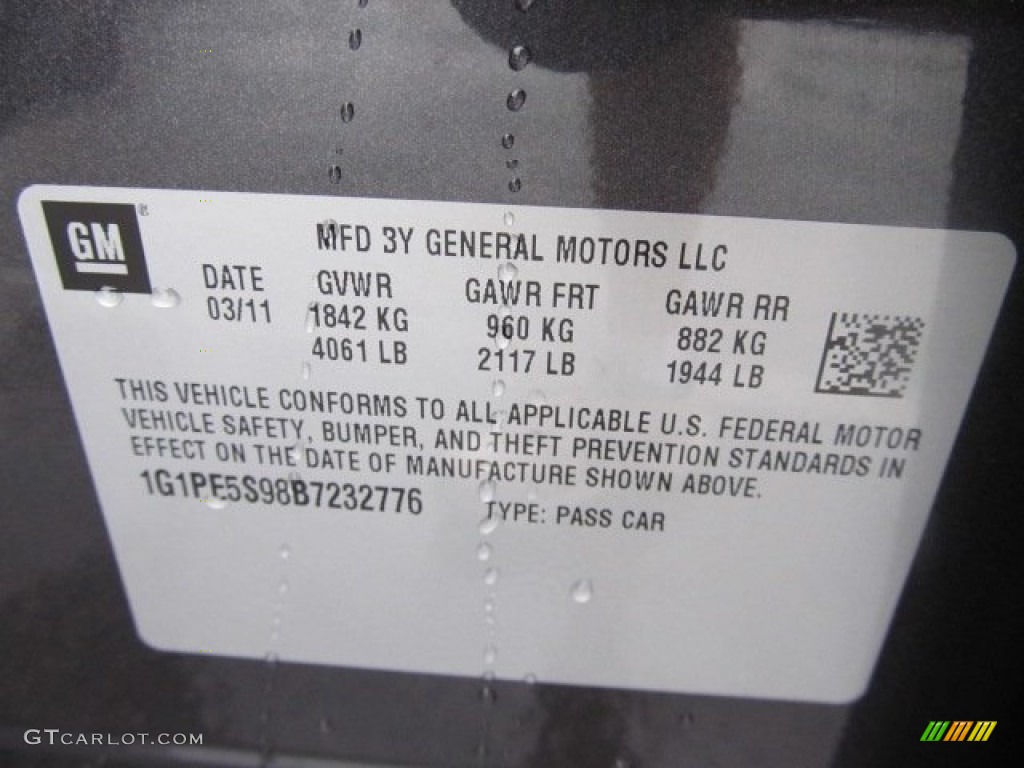 GM®
MFD BY GENERAL MOTORS LLC
DATE GVWR GAWR FRT GAWR RR
03/11 1842 KG 960 KG 882 KG
4061 LB 2117 LB 1944 LB
THIS VEHICLE CONFORMS TO ALL APPLICABLE U.S. FEDERAL MOTOR
VEHICLE SAFETY, BUMPER, AND THEFT PREVENTION STANDARDS IN
EFFECT ON THE DATE OF MANUFACTURE SHOWN ABOVE.
1G1PE5S98B7232776 TYPE: PASS CAR
GTCARLOT.COM